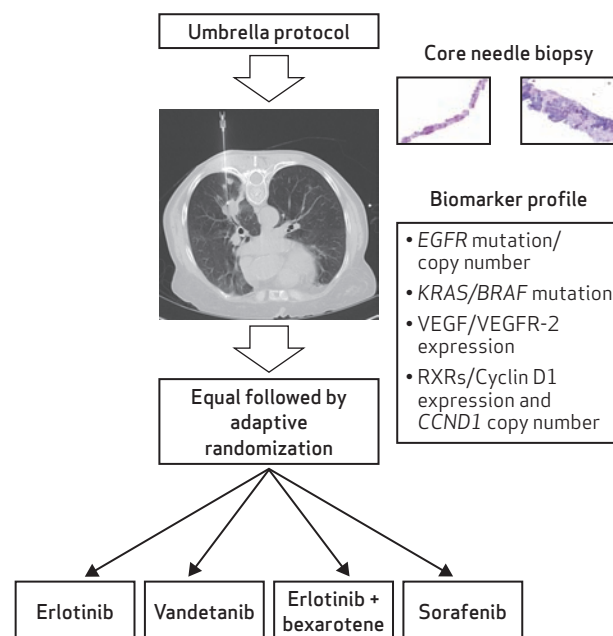 Umbrella protocol
Core needle biopsy
Biomarker profile
• EGFR mutation/
copy number
• KRAS/BRAF mutation
• VEGF/VEGFR-2
expression
• RXRs/Cyclin D1
expression and
CCND1 copy number
Equal followed by
adaptive
randomization
Erlotinib
Vandetanib
Erlotinib +
bexarotene
Sorafenib